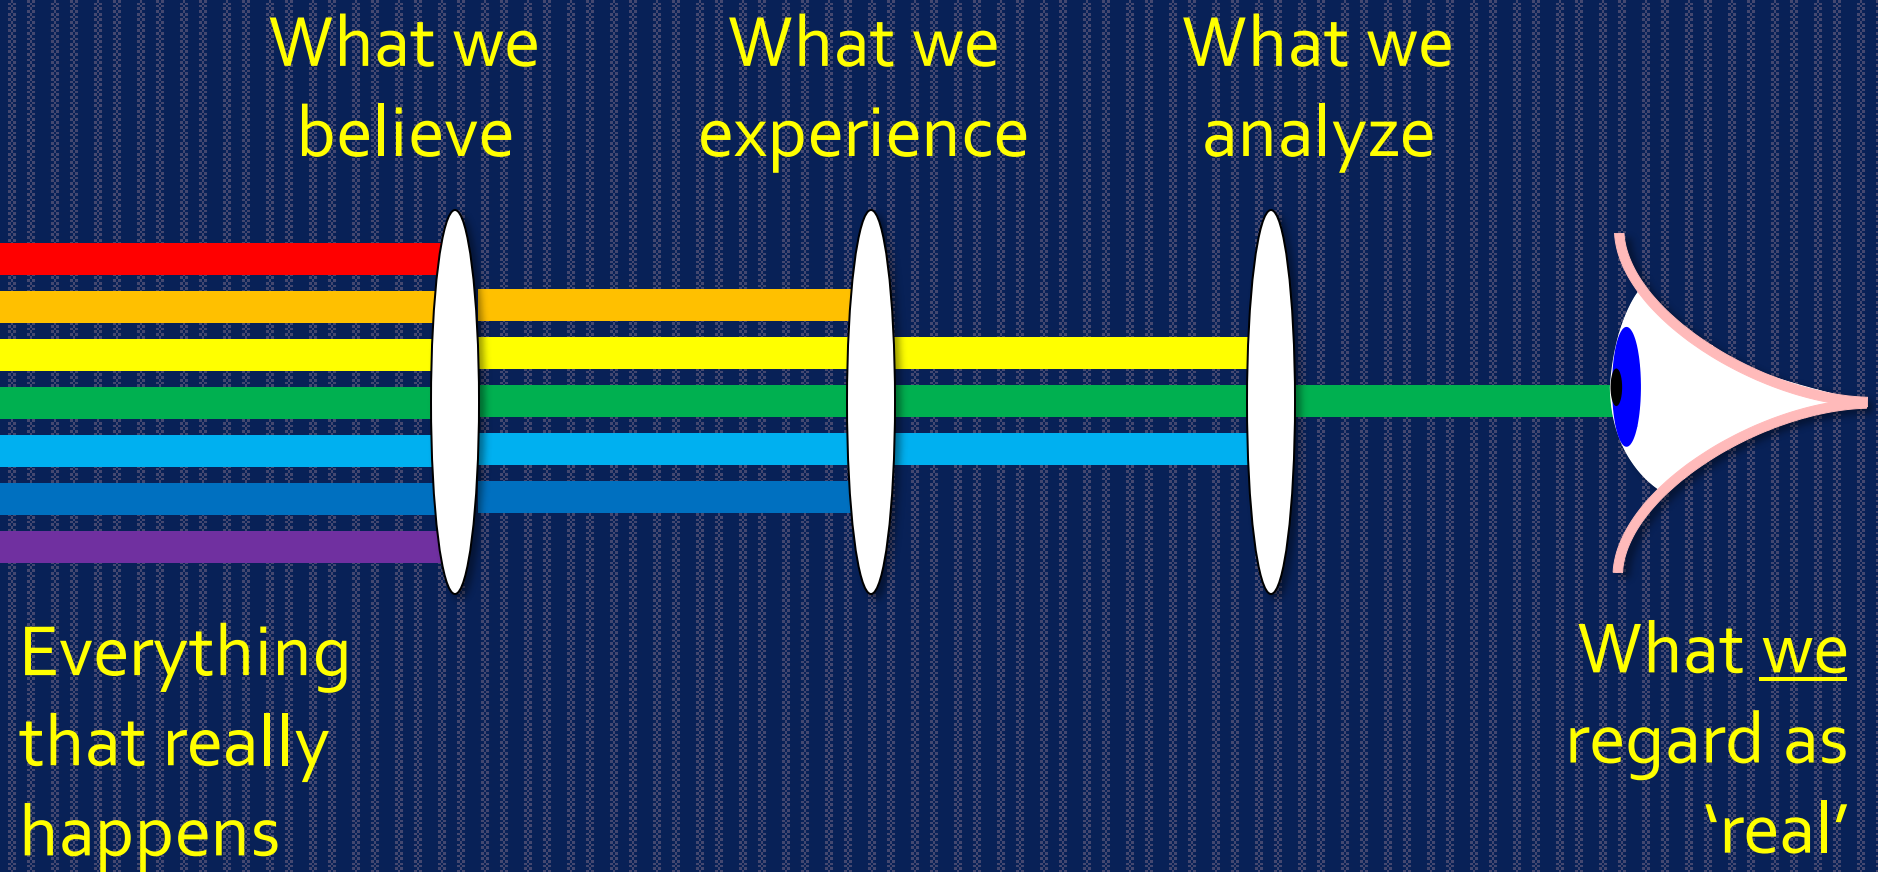 What we
believe
What we
experience
What we
analyze
Everything
that really
happens
What we
regard as
‘real’